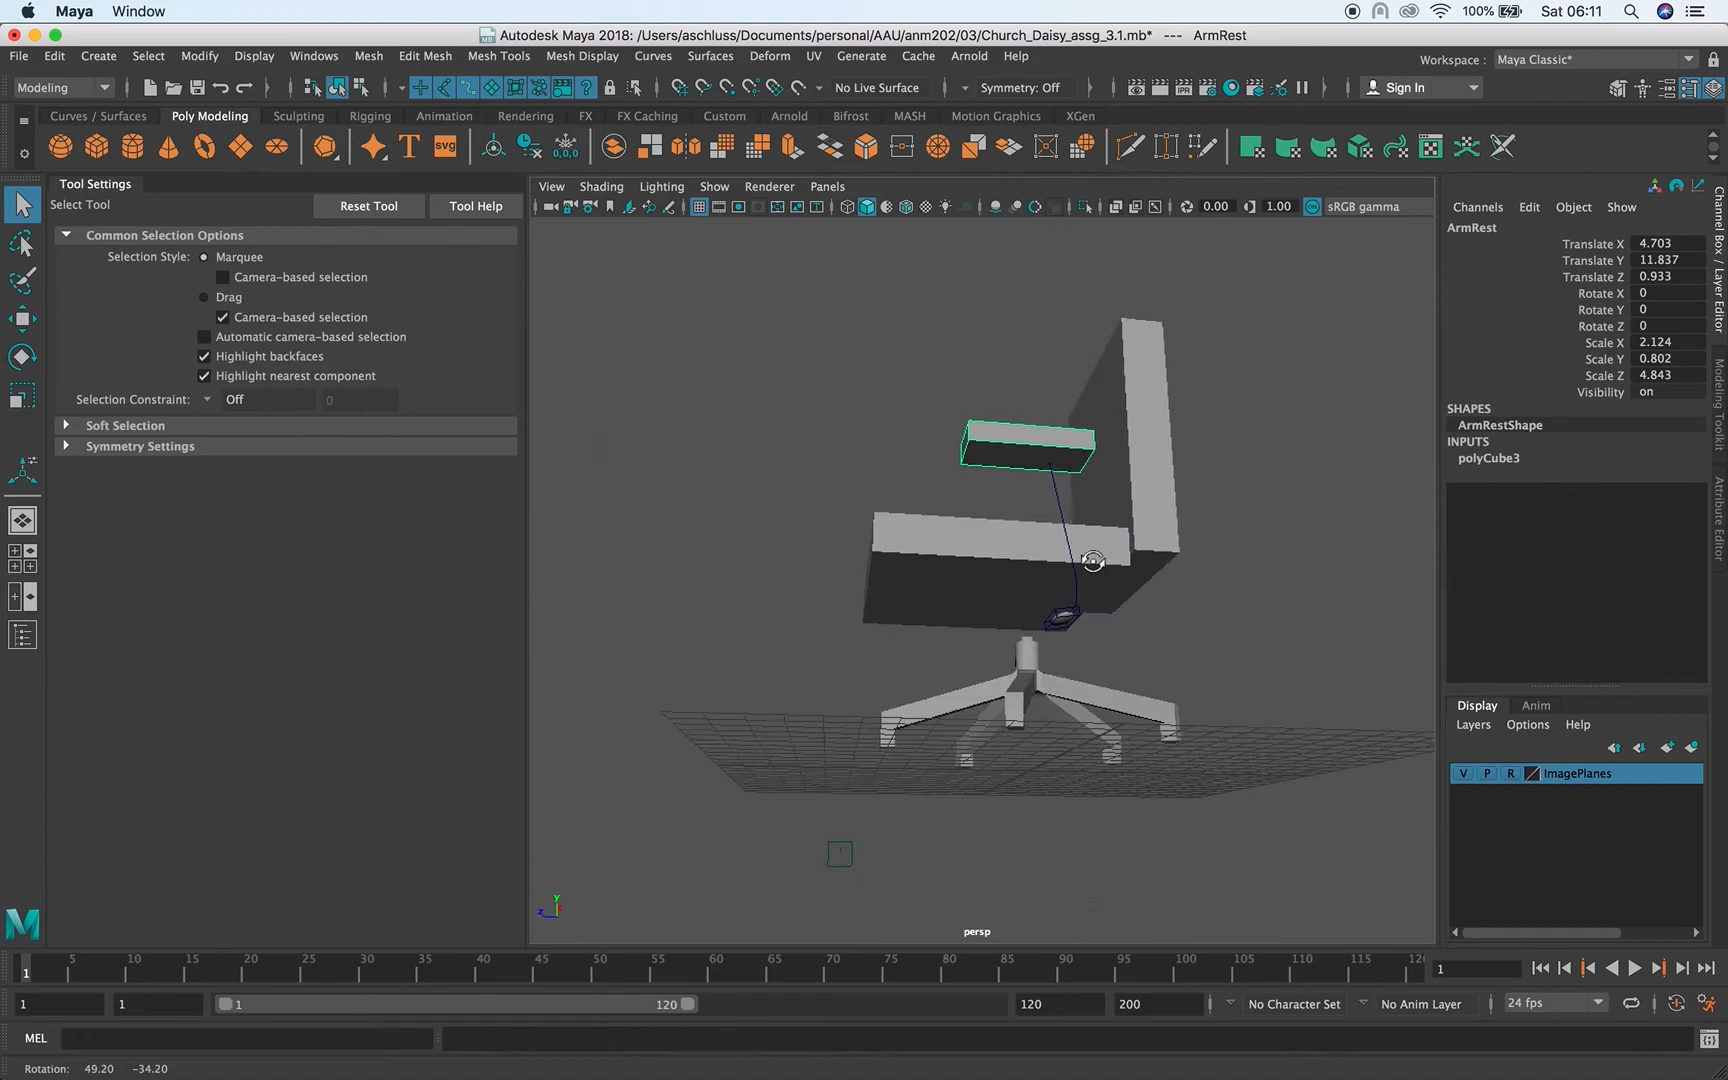 Maya Window 100% Sat 06:11
Autodesk Maya 2018: /Users/aschluss/Documents/personal/AAU/anm202/03/Church_Daisy_assg_3.1.mb* --- ArmRest
File Edit Create Select Modify Display Windows Mesh Edit Mesh Mesh Tools Mesh Display Curves Surfaces Deform UV Generate Cache Arnold Help Workspace : Maya Classic*
Modeling No Live Surface Symmetry: Off Sign In
Curves / Surfaces Poly Modeling Sculpting Rigging Animation Rendering FX FX Caching Custom Arnold Bifrost MASH Motion Graphics XGen
T svg 0,0,0
Tool Settings
Select Tool Reset Tool Tool Help
Common Selection Options
Selection Style: Marquee
Camera-based selection
Drag
Camera-based selection
Automatic camera-based selection
Highlight backfaces
Highlight nearest component
Selection Constraint: Off 0
Soft Selection
Symmetry Settings
View Shading Lighting Show Renderer Panels
0.00 1.00 ON sRGB gamma
y
z
persp
Channels Edit Object Show
ArmRest
Translate X 4.703
Translate Y 11.837
Translate Z 0.933
Rotate X 0
Rotate Y 0
Rotate Z 0
Scale X 2.124
Scale Y 0.802
Scale Z 4.843
Visibility on
SHAPES
ArmRestShape
INPUTS
polyCube3
Channel Box / Layer Editor
Modeling Toolkit
Attribute Editor
Display Anim
Layers Options Help
V P R ImagePlanes
1 5 10 15 20 25 30 35 40 45 50 55 60 65 70 75 80 85 90 95 100 105 110 115 12 1
1 1 1 120 120 200 No Character Set No Anim Layer 24 fps
MEL
Rotation: 49.20 -34.20